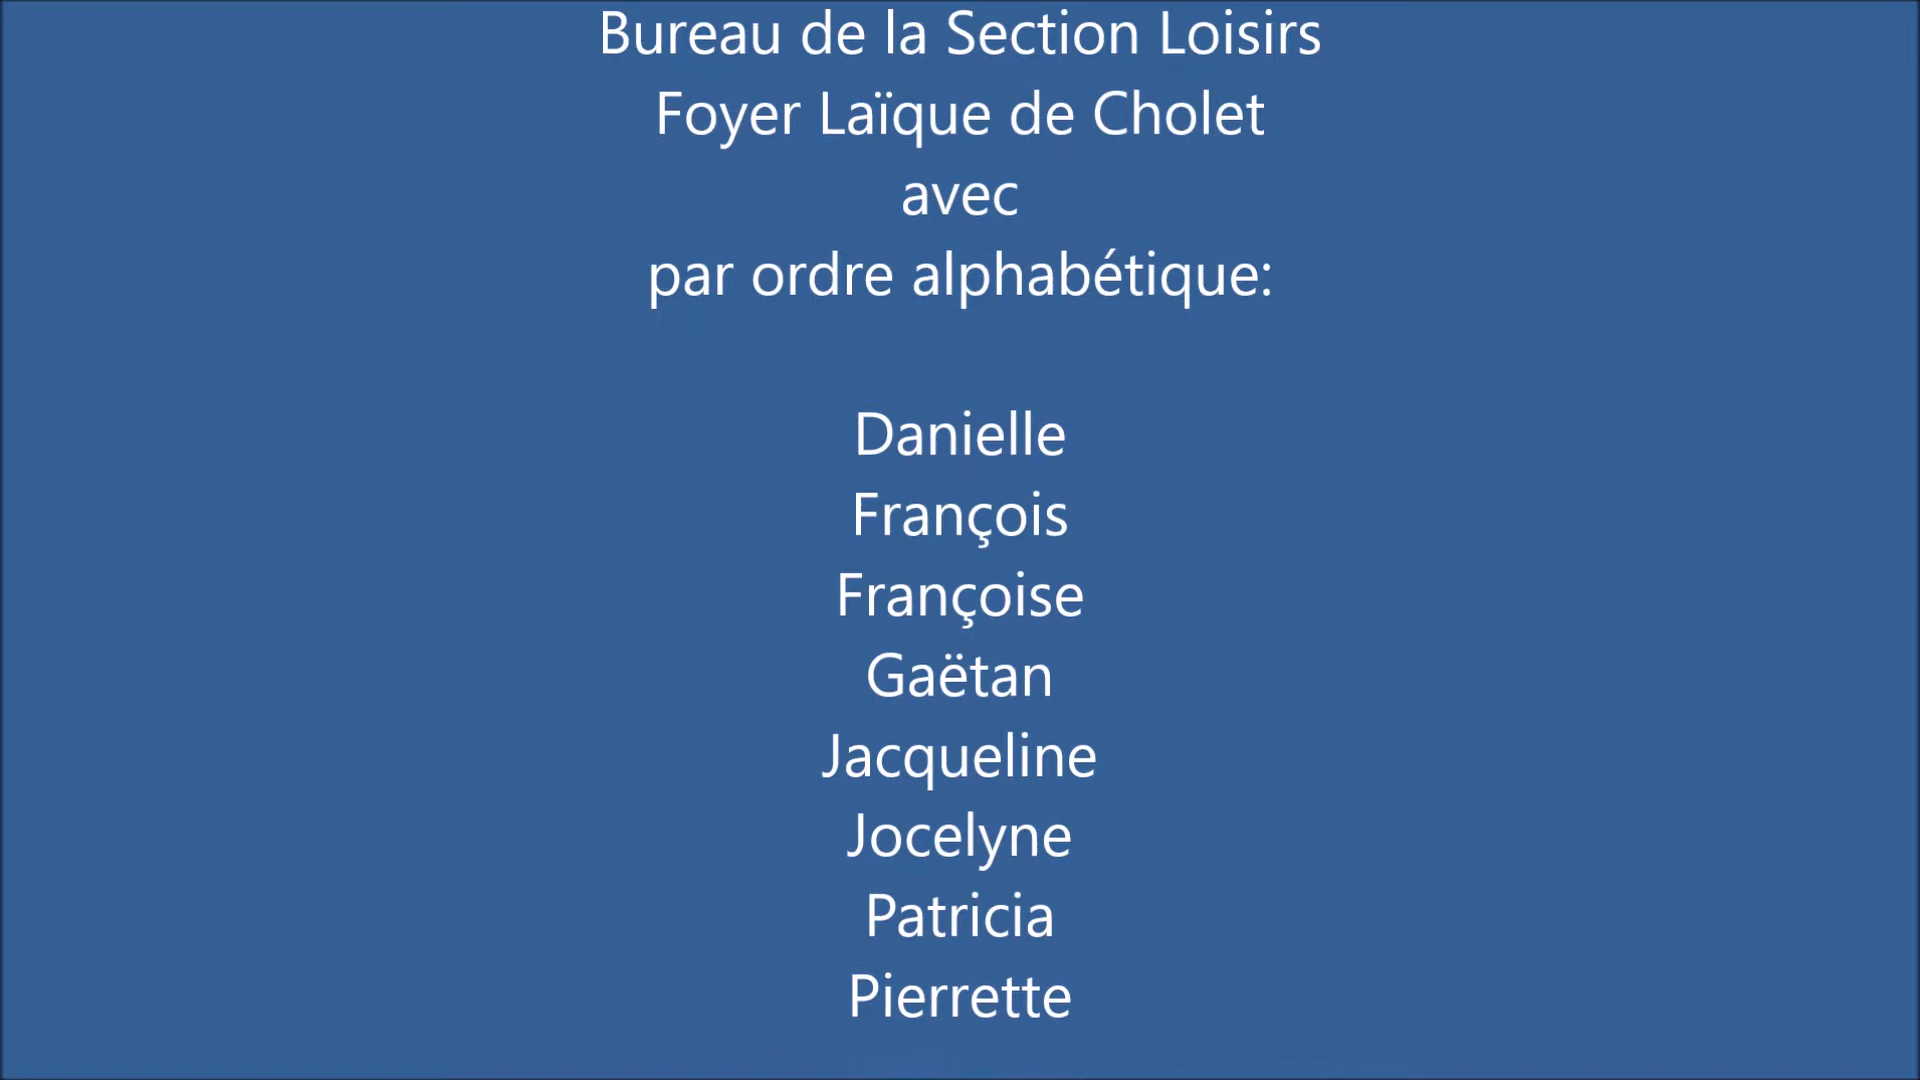 Bureau de la Section Loisirs
Foyer Laïque de Cholet
avec
par ordre alphabétique:
Danielle
François
Françoise
Gaëtan
Jacqueline
Jocelyne
Patricia
Pierrette